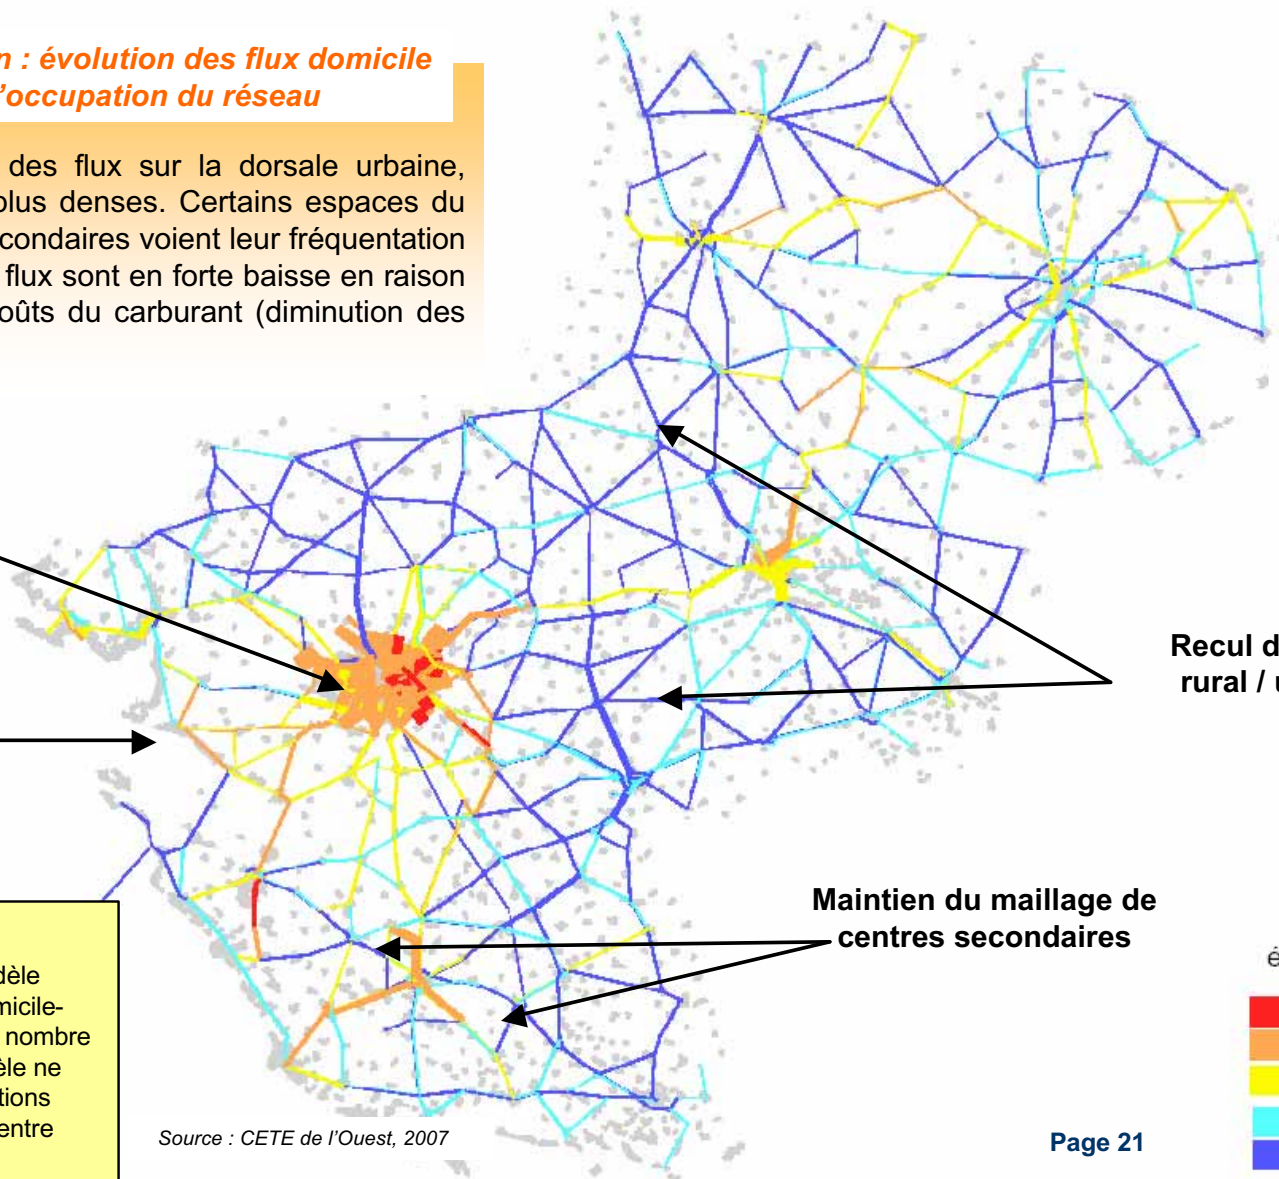 n : évolution des flux domicile
'occupation du réseau
des flux sur la dorsale urbaine,
plus denses. Certains espaces du
condaires voient leur fréquentation
flux sont en forte baisse en raison
oûts du carburant (diminution des
Recul d
rural / u
Maintien du maillage de
centres secondaires
dèle
micile-
nombre
èle ne
tions
entre
Source : CETE de l'Ouest, 2007
Page 21
é